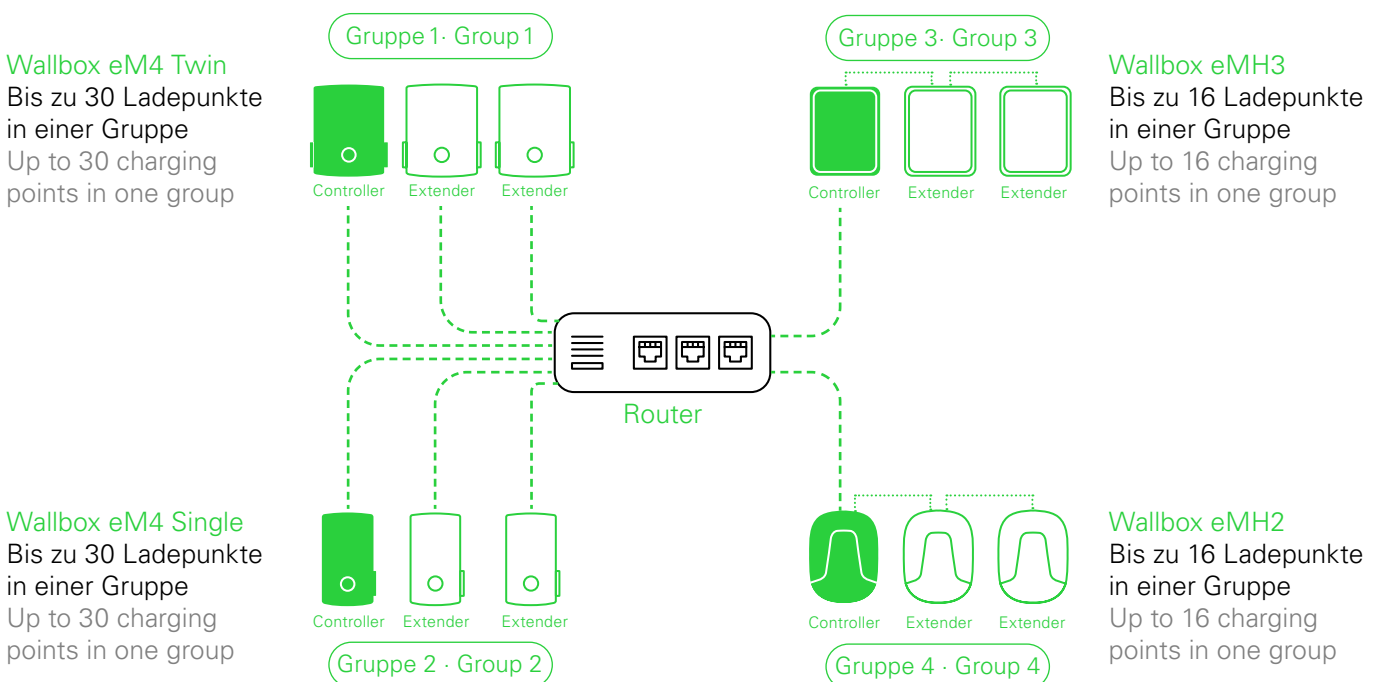 Gruppe 1 · Group 1
Wallbox eM4 Twin
Bis zu 30 Ladepunkte
in einer Gruppe
Up to 30 charging
points in one group
Controller Extender Extender
Gruppe 3 · Group 3
Wallbox eMH3
Bis zu 16 Ladepunkte
in einer Gruppe
Up to 16 charging
points in one group
Controller Extender Extender
Router
Wallbox eM4 Single
Bis zu 30 Ladepunkte
in einer Gruppe
Up to 30 charging
points in one group
Controller Extender Extender
Gruppe 2 · Group 2
Wallbox eMH2
Bis zu 16 Ladepunkte
in einer Gruppe
Up to 16 charging
points in one group
Controller Extender Extender
Gruppe 4 · Group 4